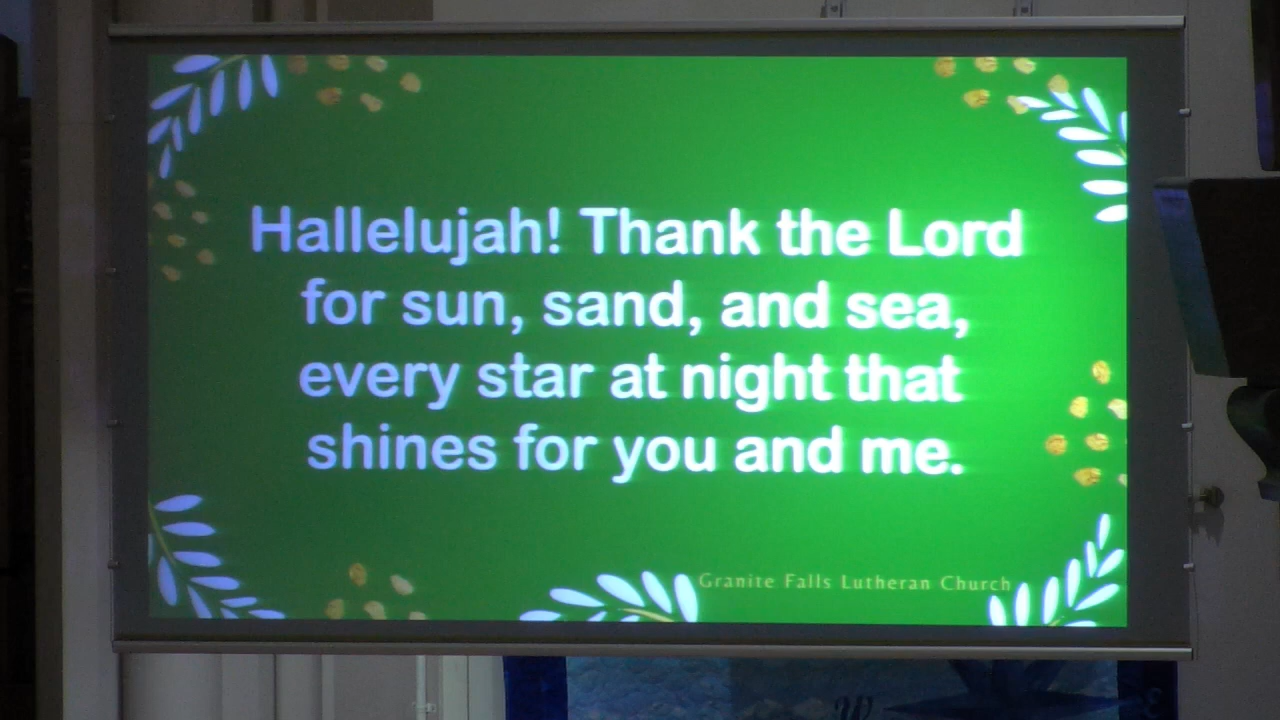 Hallelujah! Thank the Lord
for sun, sand, and sea,
every star at night that
shines for you and me.
Granite Falls Lutheran Church